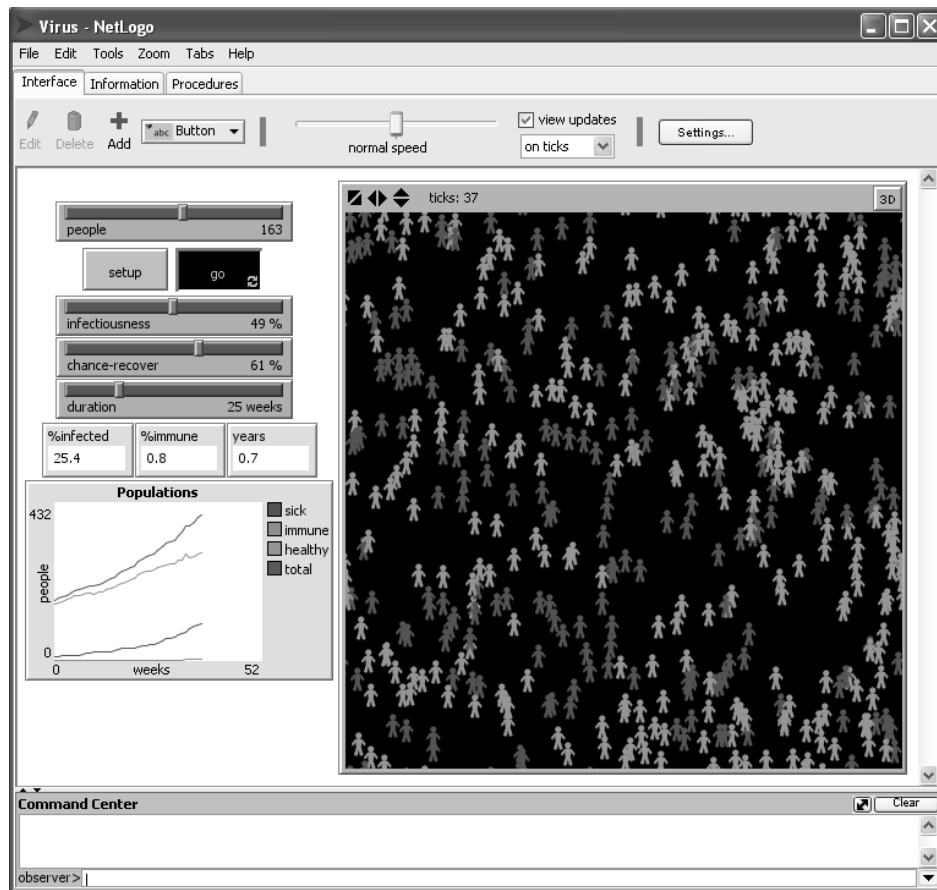 Virus - NetLogo
File Edit Tools Zoom Tabs Help
Interface Information Procedures
Edit Delete Add abc Button normal speed view updates on ticks Settings...
ticks: 37 3D
people 163
setup go
infectiousness 49 %
chance-recover 61 %
duration 25 weeks
%infected %immune years
25.4 0.8 0.7
Populations
432
people
0
0 weeks 52
sick
immune
healthy
total
Command Center Clear
observer>